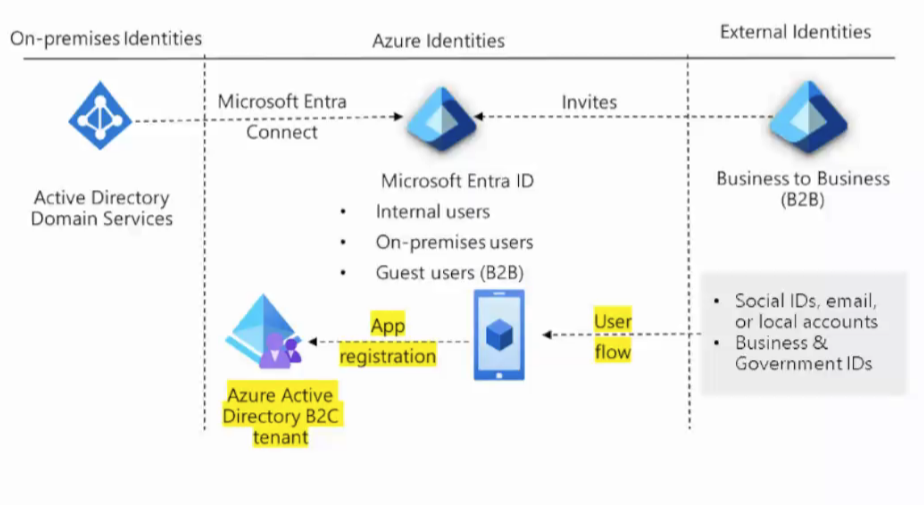 On-premises Identities
Azure Identities
External Identities
Microsoft Entra
Connect
Invites
Active Directory
Domain Services
Microsoft Entra ID
• Internal users
• On-premises users
• Guest users (B2B)
Business to Business
(B2B)
Azure Active
Directory B2C
tenant
App
registration
User
flow
• Social IDs, email,
or local accounts
• Business &
Government IDs